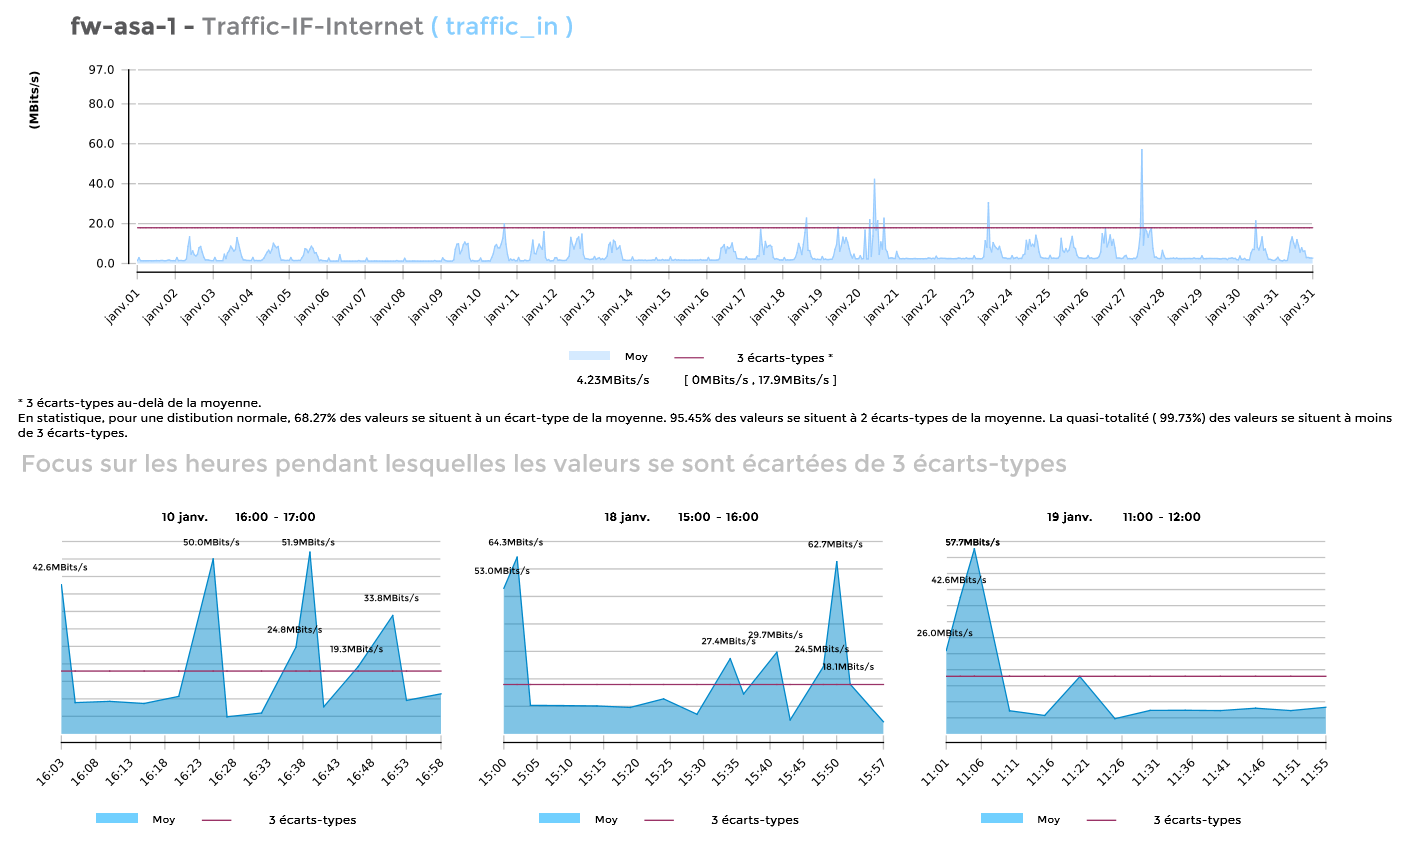 fw-asa-1 - Traffic-IF-Internet ( traffic_in )
(MBits/s)
97.0
80.0
60.0
40.0
20.0
0.0
janv.01 janv.02 janv.03 janv.04 janv.05 janv.06 janv.07 janv.08 janv.09 janv.10 janv.11 janv.12 janv.13 janv.14 janv.15 janv.16 janv.17 janv.18 janv.19 janv.20 janv.21 janv.22 janv.23 janv.24 janv.25 janv.26 janv.27 janv.28 janv.29 janv.30 janv.31 janv.31
Moy 3 écarts-types *
4.23MBits/s [ 0MBits/s , 17.9MBits/s ]
* 3 écarts-types au-delà de la moyenne.
En statistique, pour une distibution normale, 68.27% des valeurs se situent à un écart-type de la moyenne. 95.45% des valeurs se situent à 2 écarts-types de la moyenne. La quasi-totalité ( 99.73%) des valeurs se situent à moins
de 3 écarts-types.
Focus sur les heures pendant lesquelles les valeurs se sont écartées de 3 écarts-types
10 janv. 16:00 - 17:00
42.6MBits/s
50.0MBits/s
24.8MBits/s
51.9MBits/s
19.3MBits/s
33.8MBits/s
16:03 16:08 16:13 16:18 16:23 16:28 16:33 16:38 16:43 16:48 16:53 16:58
Moy 3 écarts-types
18 janv. 15:00 - 16:00
53.0MBits/s
64.3MBits/s
27.4MBits/s
29.7MBits/s
24.5MBits/s
62.7MBits/s
18.1MBits/s
15:00 15:05 15:10 15:15 15:20 15:25 15:30 15:35 15:40 15:45 15:50 15:57
Moy 3 écarts-types
19 janv. 11:00 - 12:00
57.7MBits/s
42.6MBits/s
26.0MBits/s
11:01 11:06 11:11 11:16 11:21 11:26 11:31 11:36 11:41 11:46 11:51 11:55
Moy 3 écarts-types